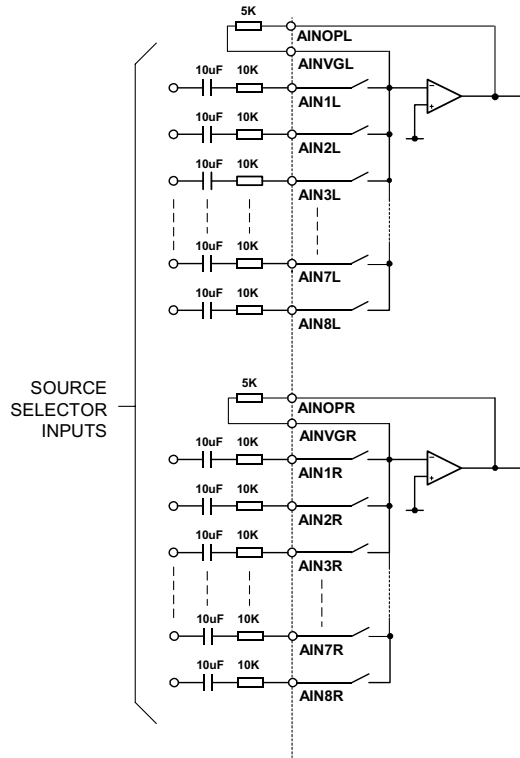 5K
AINOPL
AINVGL
10uF 10K
AIN1L
10uF 10K
AIN2L
10uF 10K
AIN3L
10uF 10K
AIN7L
10uF 10K
AIN8L
SOURCE
SELECTOR
INPUTS
5K
AINOPR
AINVGR
10uF 10K
AIN1R
10uF 10K
AIN2R
10uF 10K
AIN3R
10uF 10K
AIN7R
10uF 10K
AIN8R